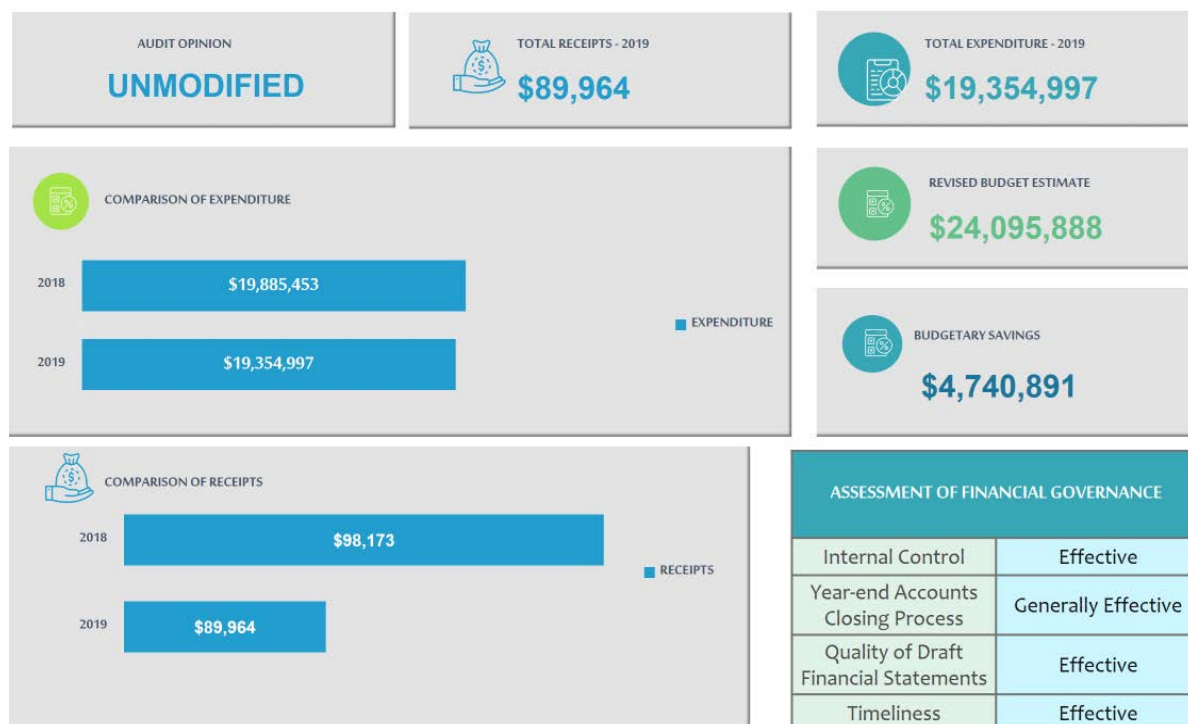 AUDIT OPINION
UNMODIFIED
TOTAL RECEIPTS - 2019
$89,964
TOTAL EXPENDITURE - 2019
$19,354,997
COMPARISON OF EXPENDITURE
2018
$19,885,453
2019
$19,354,997
EXPENDITURE
REVISED BUDGET ESTIMATE
$24,095,888
BUDGETARY SAVINGS
$4,740,891
COMPARISON OF RECEIPTS
2018
$98,173
2019
$89,964
RECEIPTS
ASSESSMENT OF FINANCIAL GOVERNANCE
Internal Control
Effective
Year-end Accounts
Closing Process
Generally Effective
Quality of Draft
Financial Statements
Effective
Timeliness
Effective